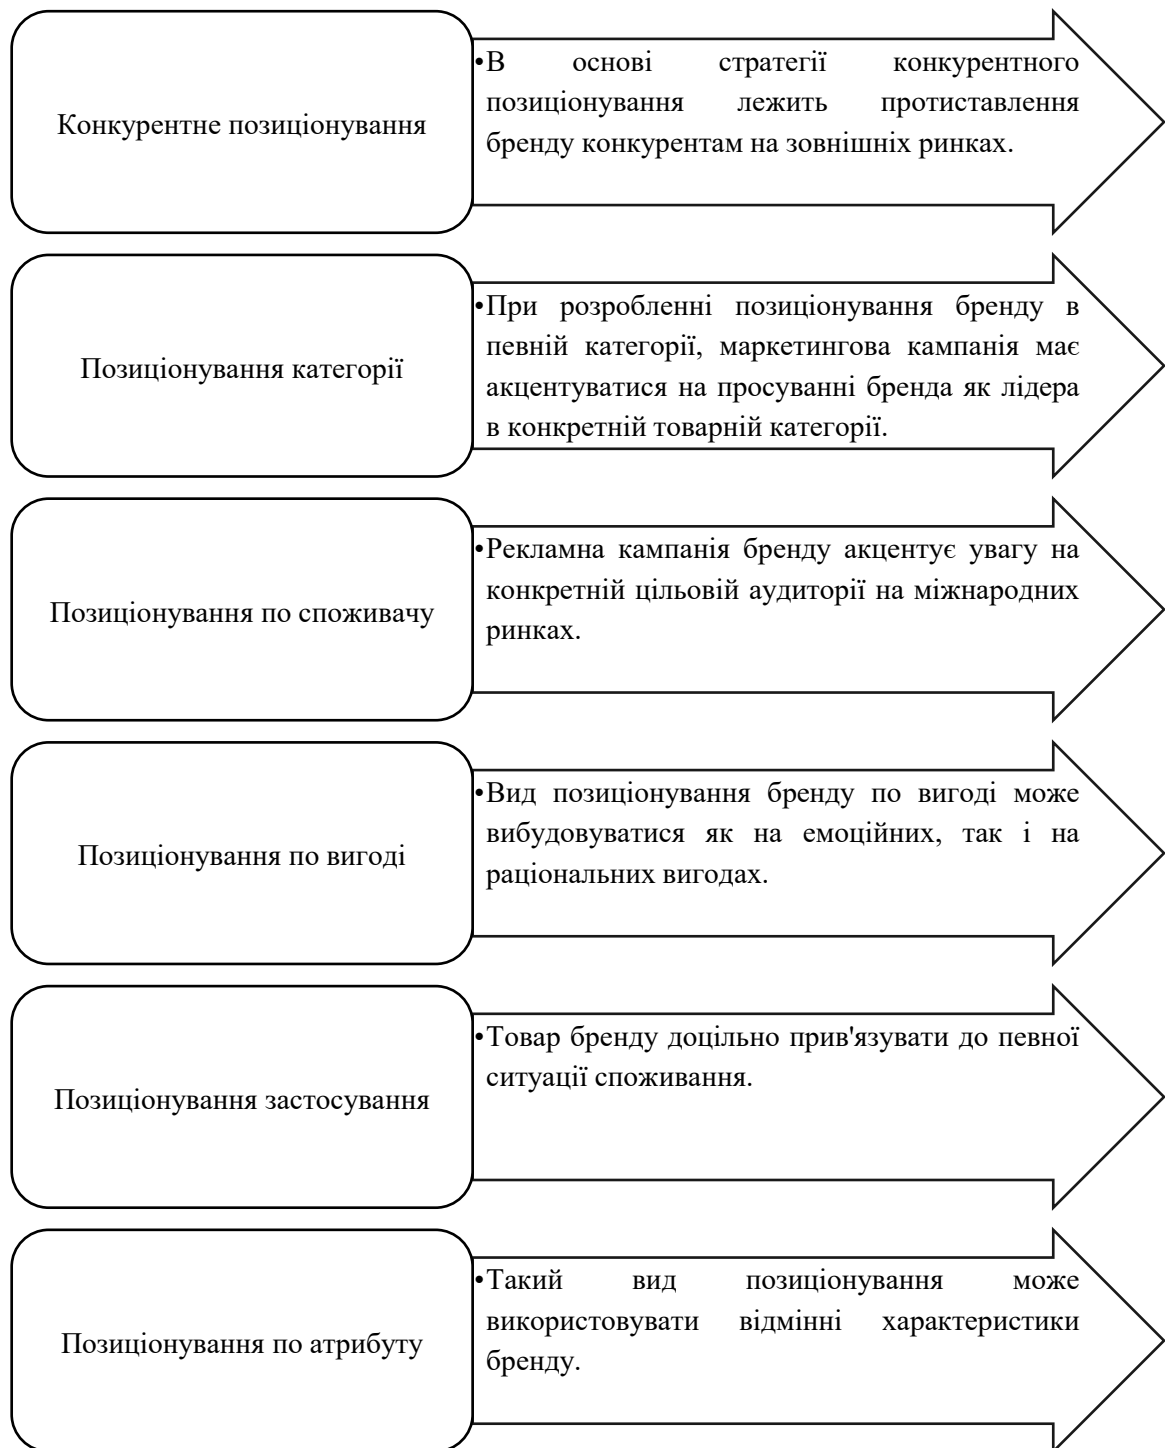 Конкурентне позиціонування
•В основі стратегії конкурентного
позиціонування лежить протиставлення
бренду конкурентам на зовнішніх ринках.
Позиціонування категорії
•При розробленні позиціонування бренду в
певній категорії, маркетингова кампанія має
акцентуватися на просуванні бренда як лідера
в конкретній товарній категорії.
Позиціонування по споживачу
•Рекламна кампанія бренду акцентує увагу на
конкретній цільовій аудиторії на міжнародних
ринках.
Позиціонування по вигоді
•Вид позиціонування бренду по вигоді може
вибудовуватися як на емоційних, так і на
раціональних вигодах.
Позиціонування застосування
•Товар бренду доцільно прив'язувати до певної
ситуації споживання.
Позиціонування по атрибуту
•Такий вид позиціонування може
використовувати відмінні характеристики
бренду.